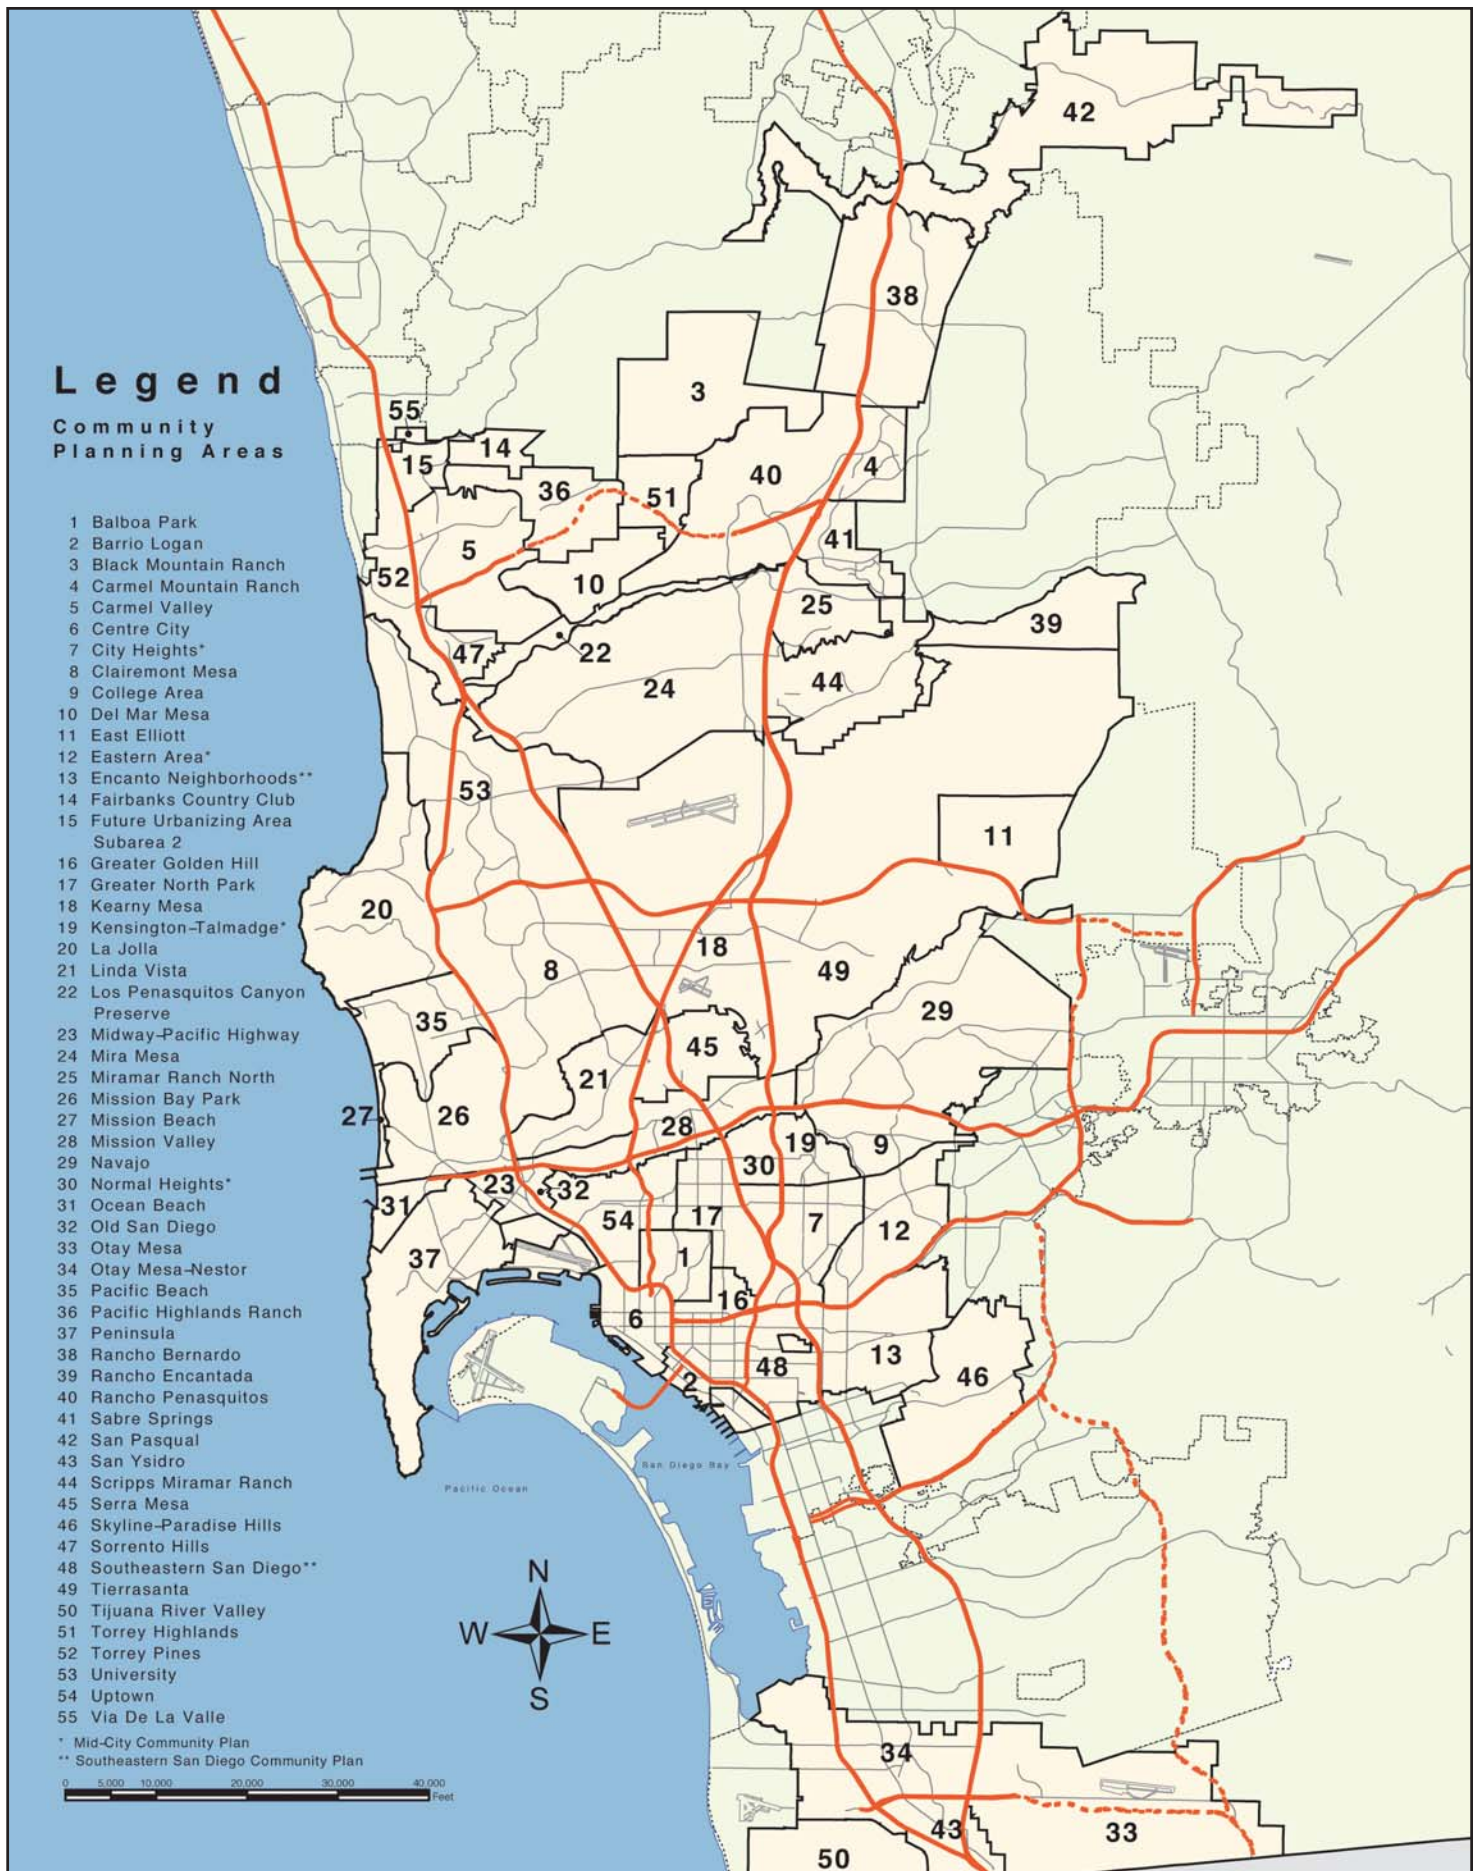 Legend
Community
Planning Areas
1 Balboa Park
2 Barrio Logan
3 Black Mountain Ranch
4 Carmel Mountain Ranch
5 Carmel Valley
6 Centre City
7 City Heights*
8 Clairemont Mesa
9 College Area
10 Del Mar Mesa
11 East Elliott
12 Eastern Area*
13 Encanto Neighborhoods**
14 Fairbanks Country Club
15 Future Urbanizing Area
Subarea 2
16 Greater Golden Hill
17 Greater North Park
18 Kearny Mesa
19 Kensington-Talmadge*
20 La Jolla
21 Linda Vista
22 Los Penasquitos Canyon
Preserve
23 Midway-Pacific Highway
24 Mira Mesa
25 Miramar Ranch North
26 Mission Bay Park
27 Mission Beach
28 Mission Valley
29 Navajo
30 Normal Heights*
31 Ocean Beach
32 Old San Diego
33 Otay Mesa
34 Otay Mesa-Nestor
35 Pacific Beach
36 Pacific Highlands Ranch
37 Peninsula
38 Rancho Bernardo
39 Rancho Encantada
40 Rancho Penasquitos
41 Sabre Springs
42 San Pasqual
43 San Ysidro
44 Scripps Miramar Ranch
45 Serra Mesa
46 Skyline-Paradise Hills
47 Sorrento Hills
48 Southeastern San Diego**
49 Tierrasanta
50 Tijuana River Valley
51 Torrey Highlands
52 Torrey Pines
53 University
54 Uptown
55 Via De La Valle
* Mid-City Community Plan
** Southeastern San Diego Community Plan
0 5,000 10,000 20,000 30,000 40,000
Feet
42
38
3
55
14
15
40
4
36
51
41
5
52
10
25
39
47
22
24
44
53
11
20
18
8
49
29
35
45
21
27
26
28
19
9
30
23
32
31
54
17
7
12
37
1
16
6
13
48
46
2
San Diego Bay
Pacific Ocean
N
W E
S
34
43
33
50